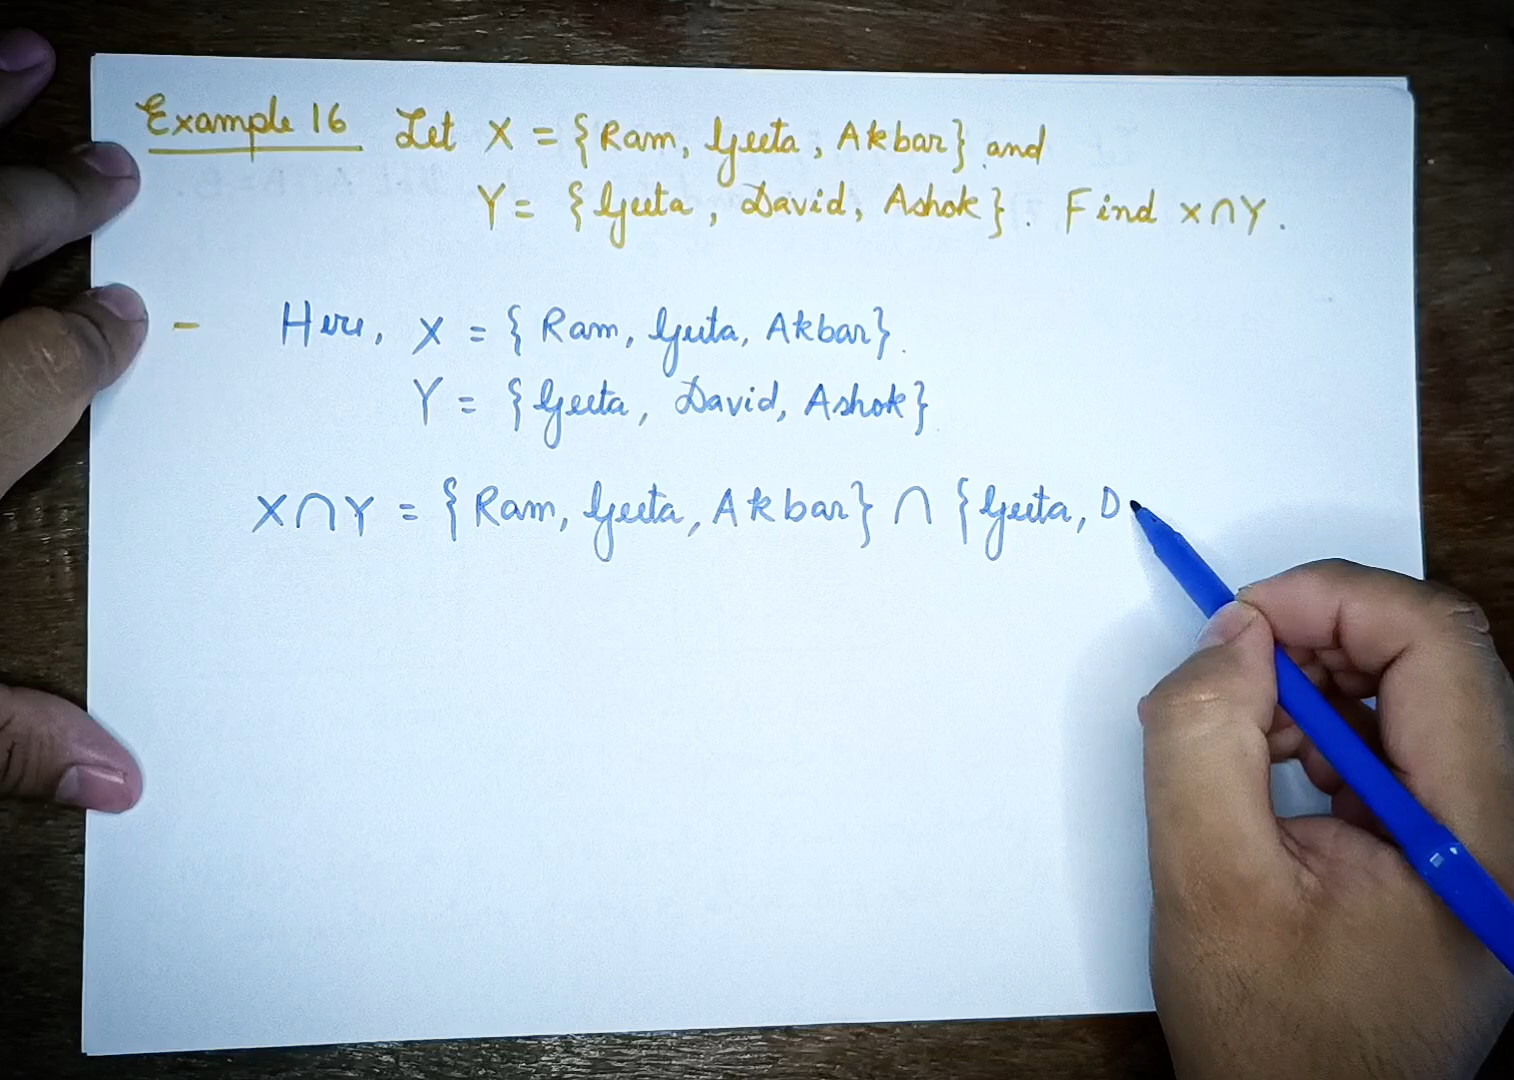 Example 16 Let X = {Ram, Geeta, Akbar} and
Y = {Geeta, David, Ashok}. Find X∩Y.
- Here, X = {Ram, Geeta, Akbar}.
Y = {Geeta, David, Ashok}
X∩Y = {Ram, Geeta, Akbar} ∩ {Geeta, D